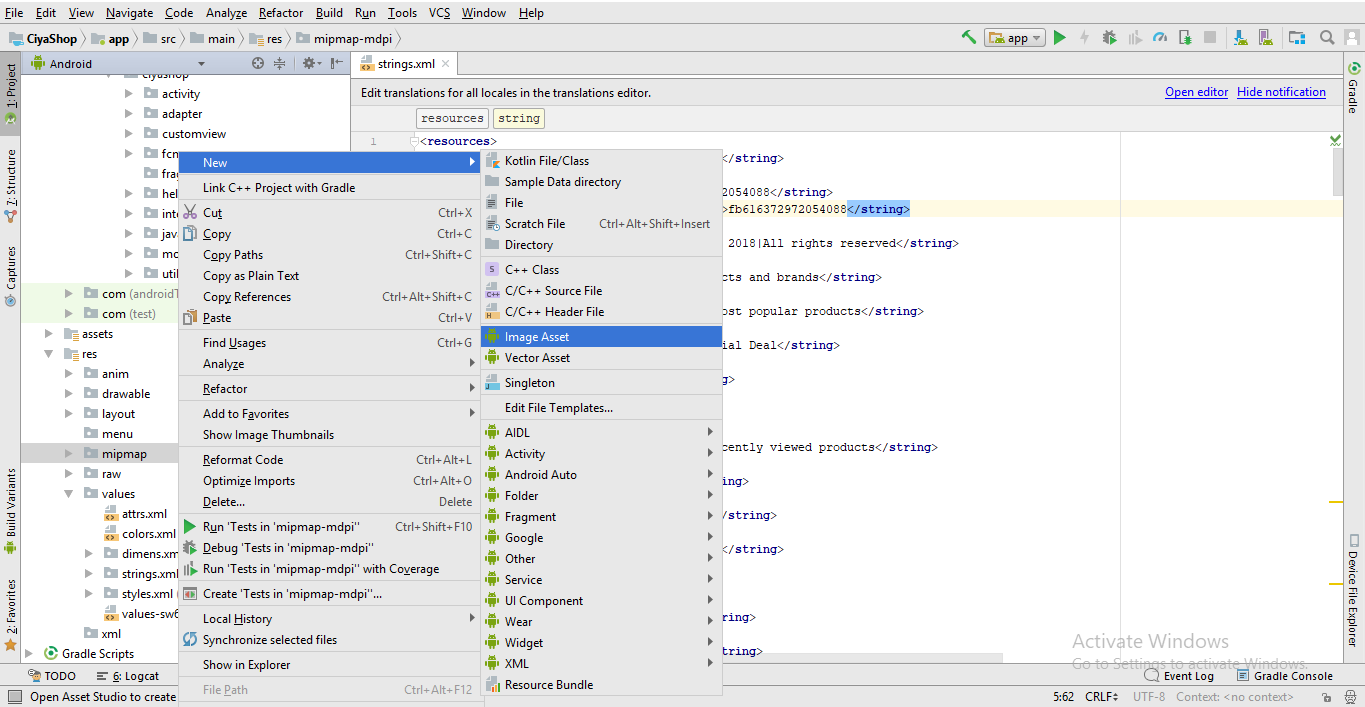 File Edit View Navigate Code Analyze Refactor Build Run Tools VCS Window Help
CiyaShop app src main res mipmap-mdpi
app
1: Project
Z: Structure
Captures
Build Variants
2: Favorites
Android
ciyashop
activity
adapter
customview
fcn
frag
hel
inte
java
mo
util
com (androidT
com (test)
assets
res
anim
drawable
layout
menu
mipmap
raw
values
attrs.xml
colors.xml
dimens.xm
strings.xml
styles.xml
values-sw6
xml
Gradle Scripts
New
Link C++ Project with Gradle
Cut Ctrl+X
Copy Ctrl+C
Copy Paths Ctrl+Shift+C
Copy as Plain Text
Copy References Ctrl+Alt+Shift+C
Paste Ctrl+V
Find Usages Ctrl+G
Analyze
Refactor
Add to Favorites
Show Image Thumbnails
Reformat Code Ctrl+Alt+L
Optimize Imports Ctrl+Alt+O
Delete... Delete
Run 'Tests in 'mipmap-mdpi'' Ctrl+Shift+F10
Debug 'Tests in 'mipmap-mdpi''
Run 'Tests in 'mipmap-mdpi'' with Coverage
Create 'Tests in 'mipmap-mdpi''...
Local History
Synchronize selected files
Show in Explorer
File Path Ctrl+Alt+F12
Kotlin File/Class
Sample Data directory
File
Scratch File Ctrl+Alt+Shift+Insert
Directory
C++ Class
C/C++ Source File
C/C++ Header File
Image Asset
Vector Asset
Singleton
Edit File Templates...
AIDL
Activity
Android Auto
Folder
Fragment
Google
Other
Service
UI Component
Wear
Widget
XML
Resource Bundle
strings.xml
Edit translations for all locales in the translations editor. Open editor Hide notification
resources string
1 <resources>
</string>
2054088</string>
>fb616372972054088</string>
2018|All rights reserved</string>
cts and brands</string>
ost popular products</string>
ial Deal</string>
g>
cently viewed products</string>
ing>
/string>
</string>
ring>
tring>
Gradle
Device File Explorer
Activate Windows
Go to Settings to activate Windows.
TODO 6: Logcat Event Log Gradle Console
Open Asset Studio to create 5:62 CRLF UTF-8 Context: <no context>